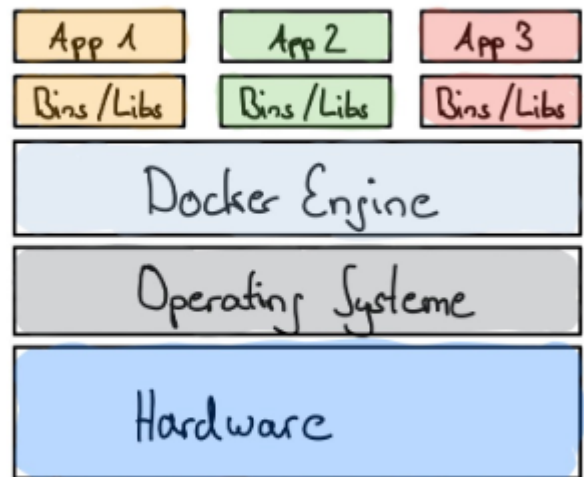 App 1 App 2 App 3
Bins/Libs Bins/Libs Bins/Libs
Docker Engine
Operating Systeme
Hardware